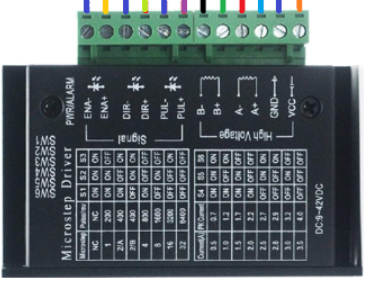 PWR/ALARM
ENA-
ENA+
DIR-
DIR+
PUL-
PUL+
B-
B+
A-
A+
GND
VCC
Signal
High Voltage
SW1
SW2
SW3
SW4
SW5
SW6
Microstep Driver
Microstep Pulse/rev S1 S2 S3
NC NC ON ON ON
1 200 ON ON OFF
2/A 400 ON OFF ON
2/B 400 OFF ON ON
4 800 ON OFF OFF
8 1600 OFF ON OFF
16 3200 OFF OFF ON
32 6400 OFF OFF OFF
Current(A) PK Current S4 S5 S6
0.5 0.7 ON ON ON
1.0 1.2 ON OFF ON
1.5 1.7 ON ON OFF
2.0 2.2 ON OFF OFF
2.5 2.7 OFF ON ON
2.8 2.9 OFF OFF ON
3.0 3.2 OFF ON OFF
3.5 4.0 OFF OFF OFF
DC:9-42VDC